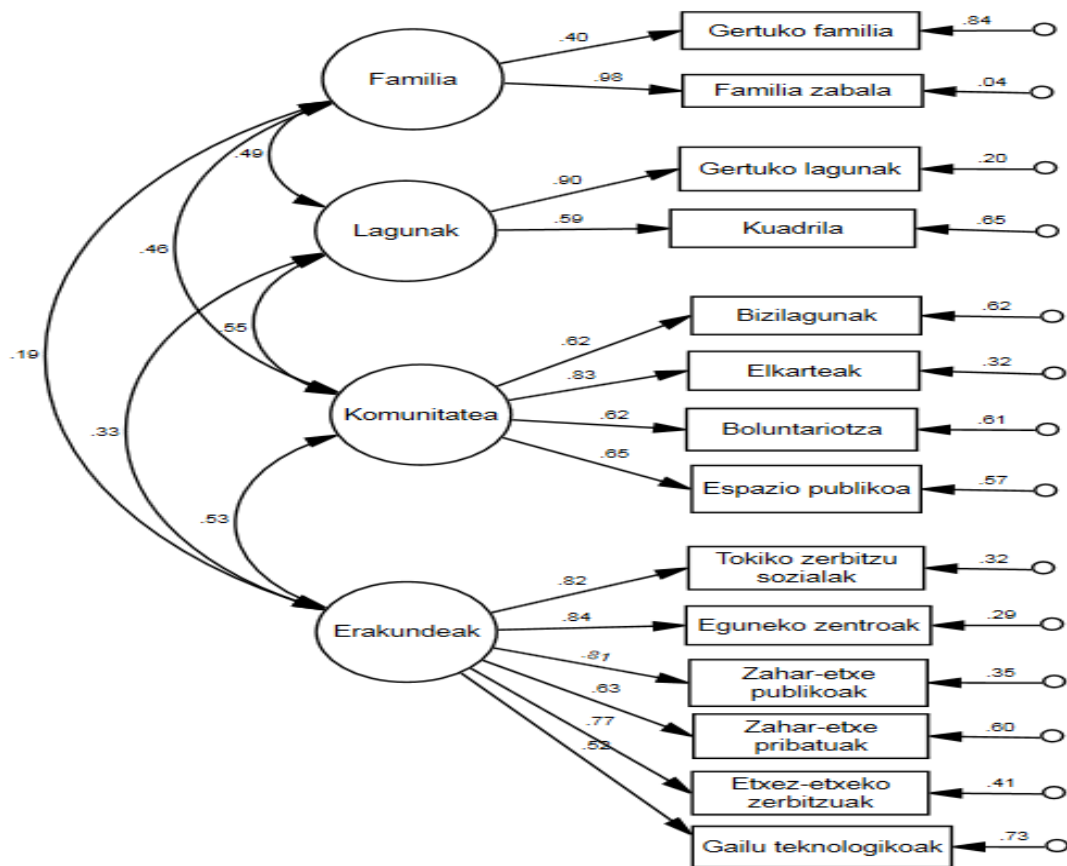 .40
Gertuko familia
.84
Familia
.98
Familia zabala
.04
.49
.90
Gertuko lagunak
.20
Lagunak
.59
Kuadrila
.65
.46
.55
.62
Bizilagunak
.62
.19
.83
Elkarteak
.32
Komunitatea
.62
Boluntariotza
.61
.33
.65
Espazio publikoa
.57
.53
.82
Tokiko zerbitzu
sozialak
.32
Erakundeak
.84
Eguneko zentroak
.29
.81
Zahar-etxe
publikoak
.35
.63
Zahar-etxe
pribatuak
.60
.77
Etxez-etxeko
zerbitzuak
.41
.52
Gailu teknologikoak
.73